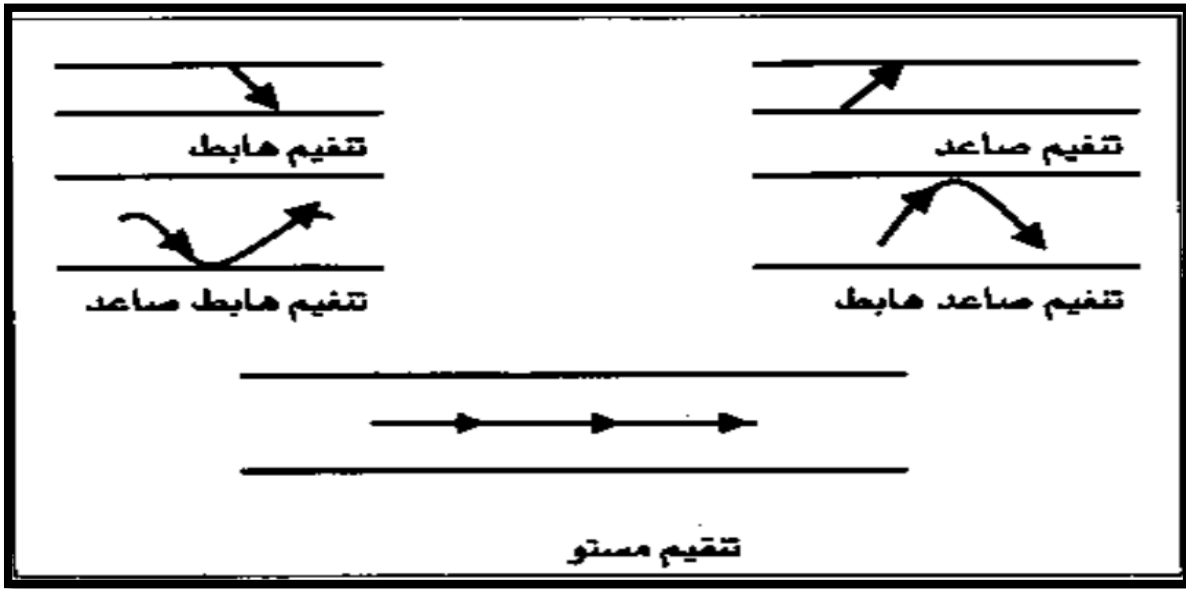 تنغيم صاعد
تنغيم هابط
تنغيم صاعد هابط
تنغيم هابط صاعد
تنغيم مستو